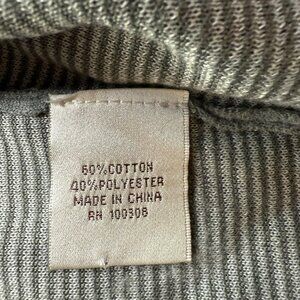 60%COTTON
40%POLYESTER
MADE IN CHINA
RN 100308